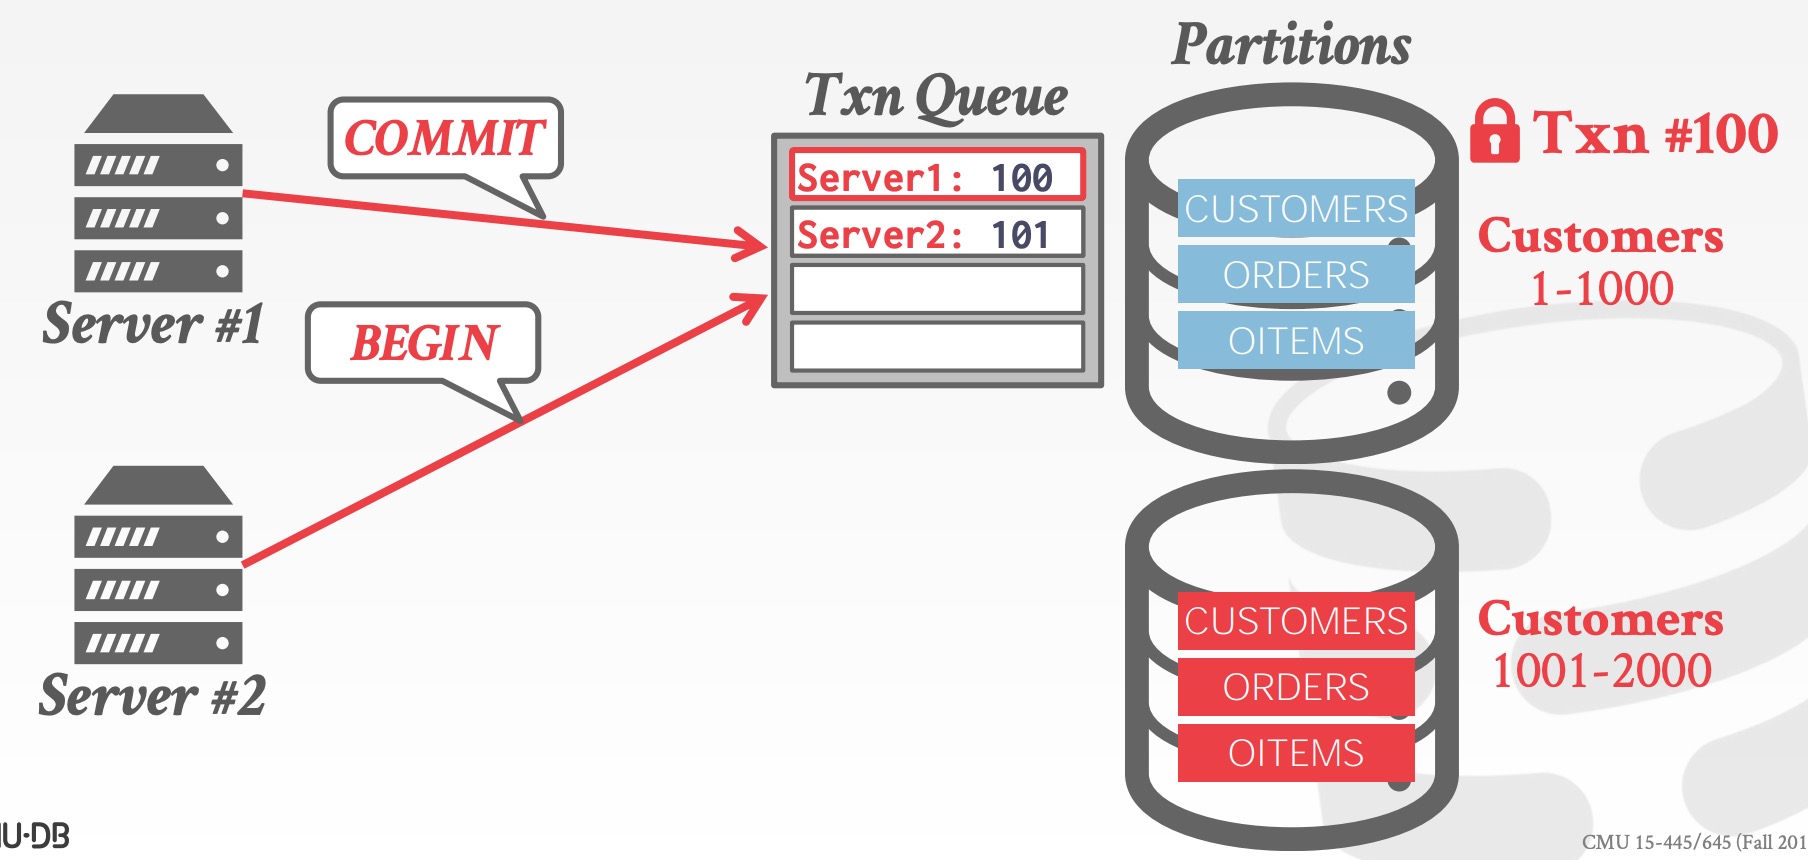 Partitions
Txn Queue
COMMIT
Server1: 100
Server2: 101
Txn #100
CUSTOMERS
ORDERS
OITEMS
Customers
1-1000
Server #1
BEGIN
Server #2
CUSTOMERS
ORDERS
OITEMS
Customers
1001-2000
U·DB
CMU 15-445/645 (Fall 201